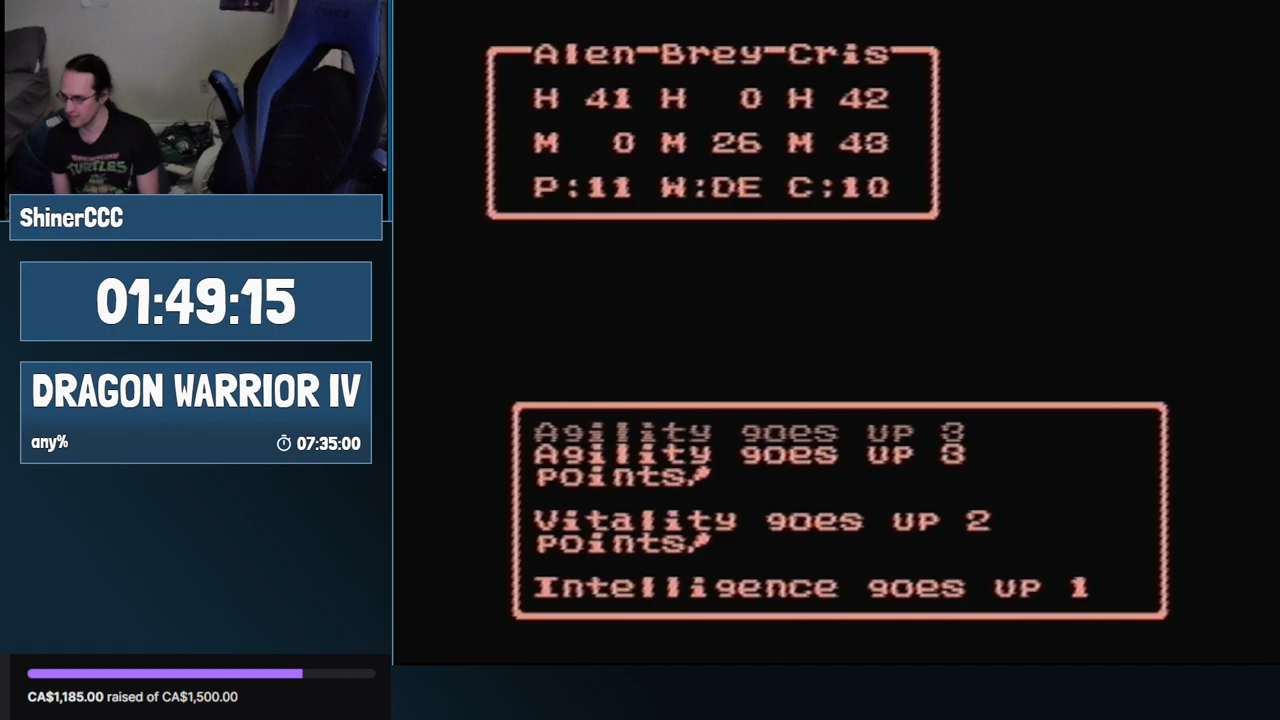 Alen Brey Cris
H 41 H 0 H 42
M 0 M 26 M 43
P:11 W:DE C:10
TURTLES
ShinerCCC
01:49:15
DRAGON WARRIOR IV
any% 07:35:00
Agility goes up 3
Agility goes up 3
points!
Vitality goes up 2
points!
Intelligence goes up 1
CA$1,185.00 raised of CA$1,500.00